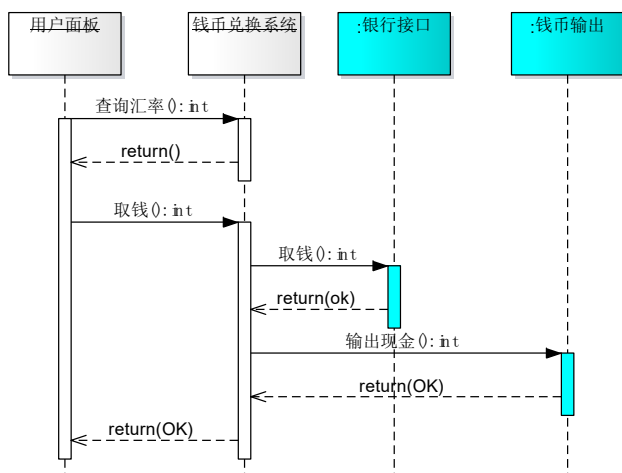 用户面板
钱币兑换系统
:银行接口
:钱币输出
查询汇率(): int
return()
取钱(): int
取钱(): int
return(ok)
输出现金(): int
return(OK)
return(OK)